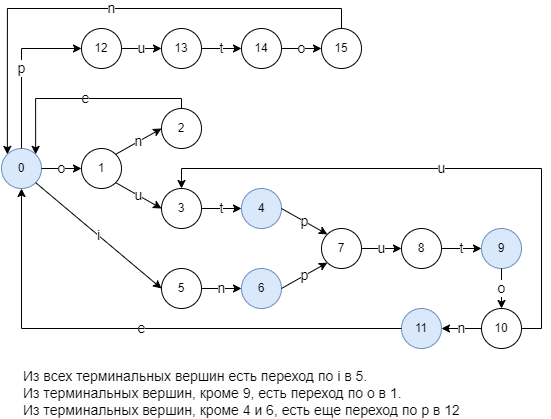 n
12 u 13 t 14 o 15
p
e
2
n
0 o 1
u
u
3 t 4
i
p
7 u 8 t 9
5 n 6
p
o
e 11 n 10
Из всех терминальных вершин есть переход по i в 5.
Из терминальных вершин, кроме 9, есть переход по о в 1.
Из терминальных вершин, кроме 4 и 6, есть еще переход по р в 12